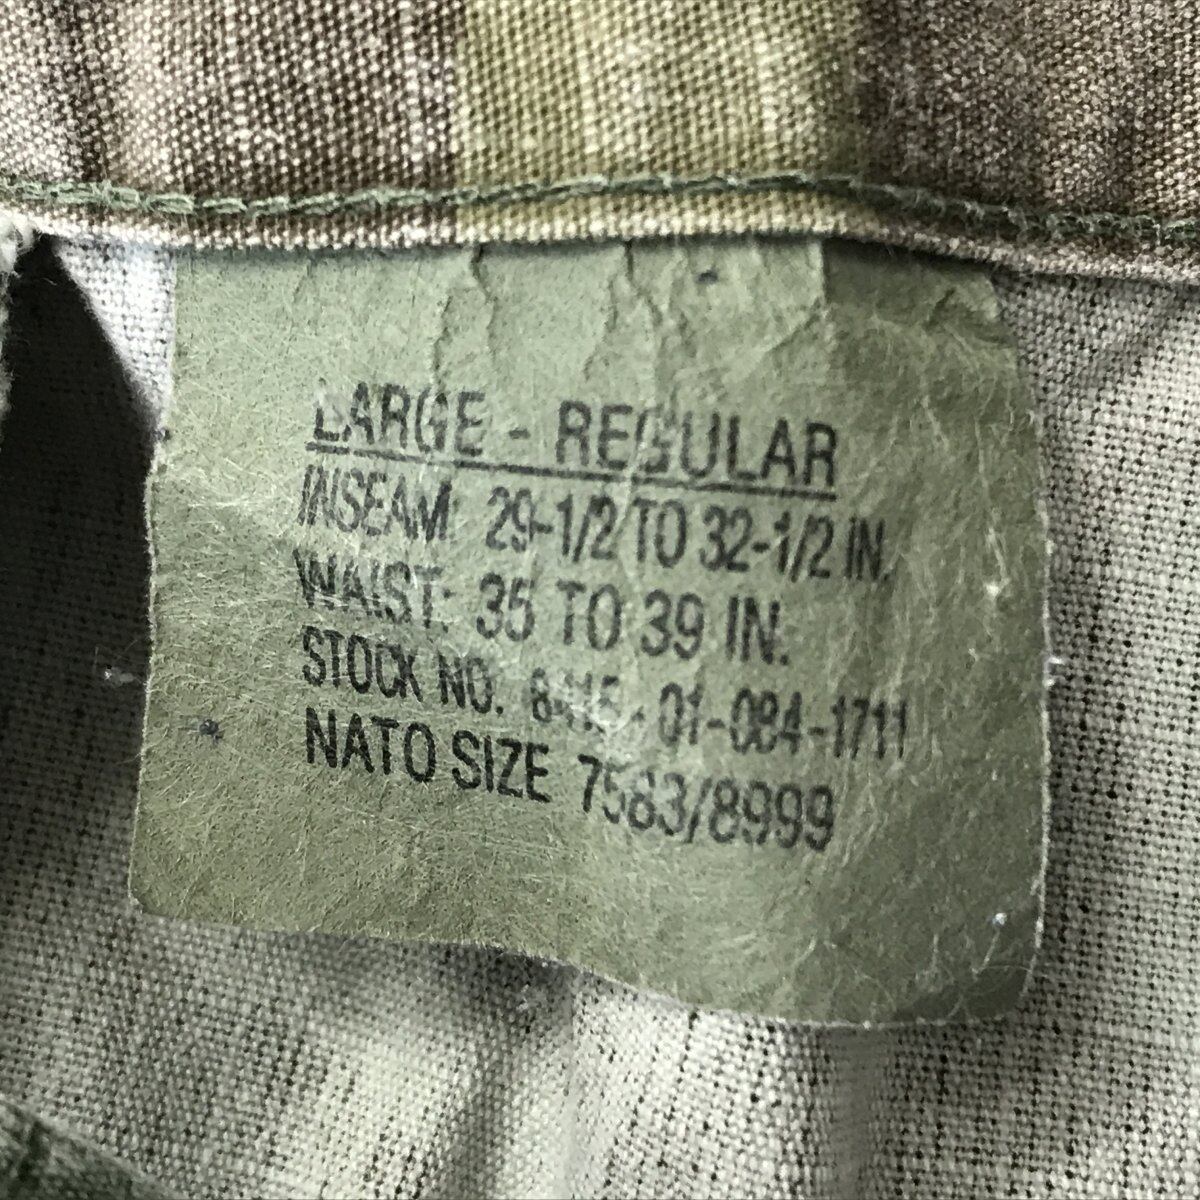 LARGE - REGULAR
INSEAM: 29-1/2 TO 32-1/2 IN.
WAIST: 35 TO 39 IN.
STOCK NO. 8415-01-084-1711
NATO SIZE 7583/8999